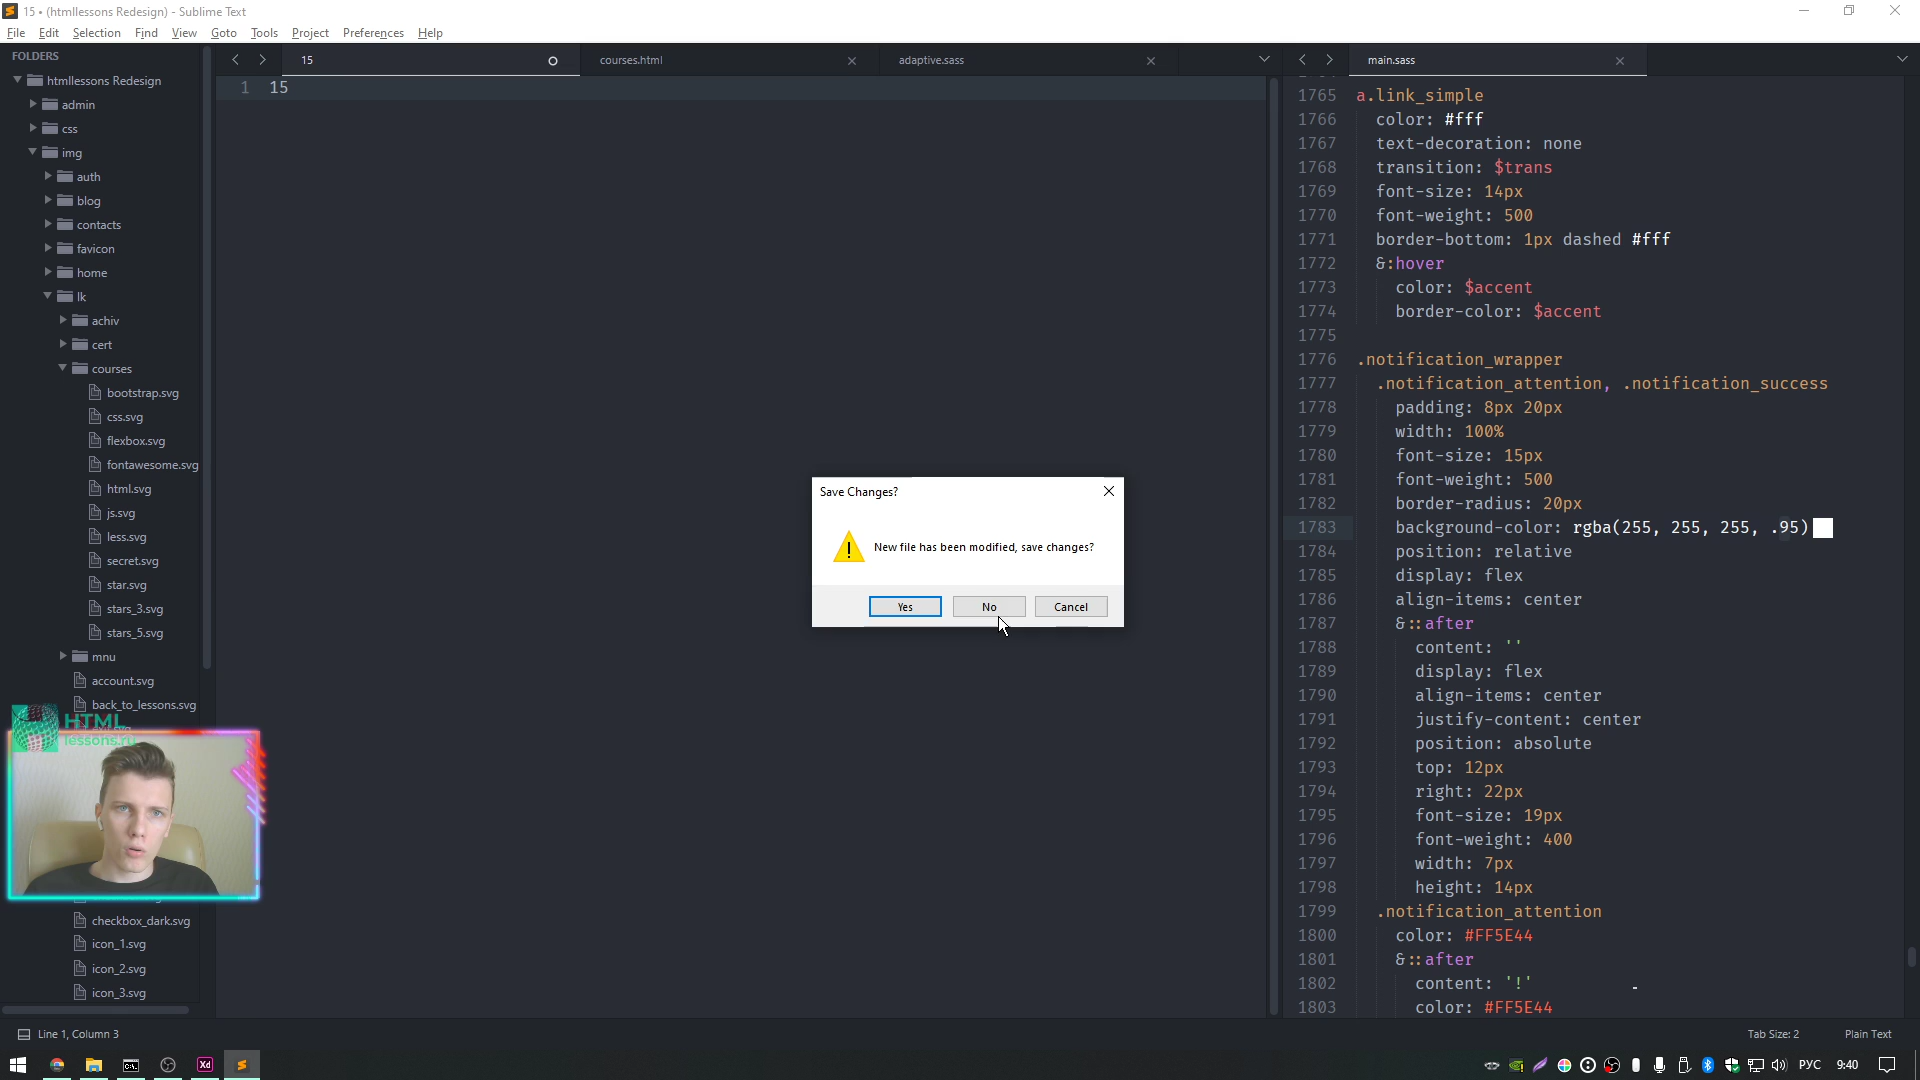 15 • (htmllessons Redesign) - Sublime Text
File Edit Selection Find View Goto Tools Project Preferences Help
FOLDERS
htmllessons Redesign
admin
css
img
auth
blog
contacts
favicon
home
lk
achiv
cert
courses
bootstrap.svg
css.svg
flexbox.svg
fontawesome.svg
html.svg
js.svg
less.svg
secret.svg
star.svg
stars_3.svg
stars_5.svg
mnu
account.svg
back_to_lessons.svg
HTML
lessons.ru
checkbox_dark.svg
icon_1.svg
icon_2.svg
icon_3.svg
15 courses.html adaptive.sass
1 15
Save Changes?
New file has been modified, save changes?
Yes No Cancel
main.sass
1765 a.link_simple
1766 color: #fff
1767 text-decoration: none
1768 transition: $trans
1769 font-size: 14px
1770 font-weight: 500
1771 border-bottom: 1px dashed #fff
1772 &:hover
1773 color: $accent
1774 border-color: $accent
1775
1776 .notification_wrapper
1777 .notification_attention, .notification_success
1778 padding: 8px 20px
1779 width: 100%
1780 font-size: 15px
1781 font-weight: 500
1782 border-radius: 20px
1783 background-color: rgba(255, 255, 255, .95)
1784 position: relative
1785 display: flex
1786 align-items: center
1787 &::after
1788 content: ''
1789 display: flex
1790 align-items: center
1791 justify-content: center
1792 position: absolute
1793 top: 12px
1794 right: 22px
1795 font-size: 19px
1796 font-weight: 400
1797 width: 7px
1798 height: 14px
1799 .notification_attention
1800 color: #FF5E44
1801 &::after
1802 content: '!'
1803 color: #FF5E44
Line 1, Column 3 Tab Size: 2 Plain Text
Xd
РУС 9:40